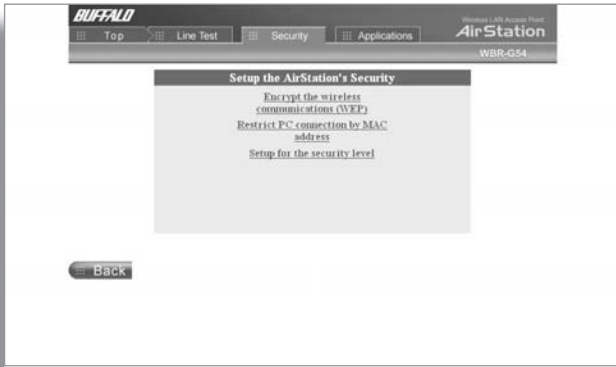 BUFFALO
Wireless LAN Access Point
Top Line Test Security Applications
AirStation
WBR-G54
Setup the AirStation's Security
Encrypt the wireless
communications (WEP)
Restrict PC connection by MAC
address
Setup for the security level
Back